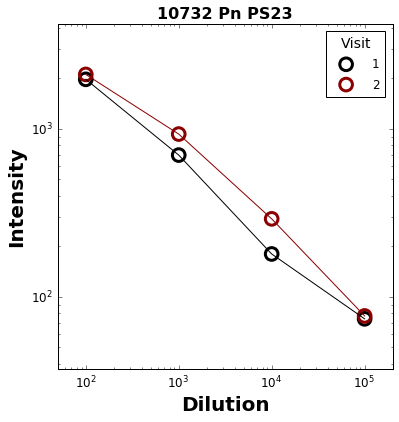 10732 Pn PS23
Visit
1
2
Intensity
10³
10²
10² 10³ 10⁴ 10⁵
Dilution